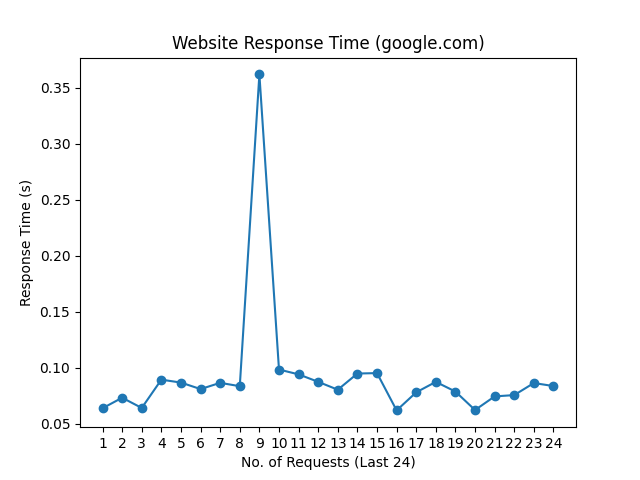 Website Response Time (google.com)
0.35
0.30
0.25
0.20
0.15
0.10
0.05
Response Time (s)
1 2 3 4 5 6 7 8 9 10 11 12 13 14 15 16 17 18 19 20 21 22 23 24
No. of Requests (Last 24)